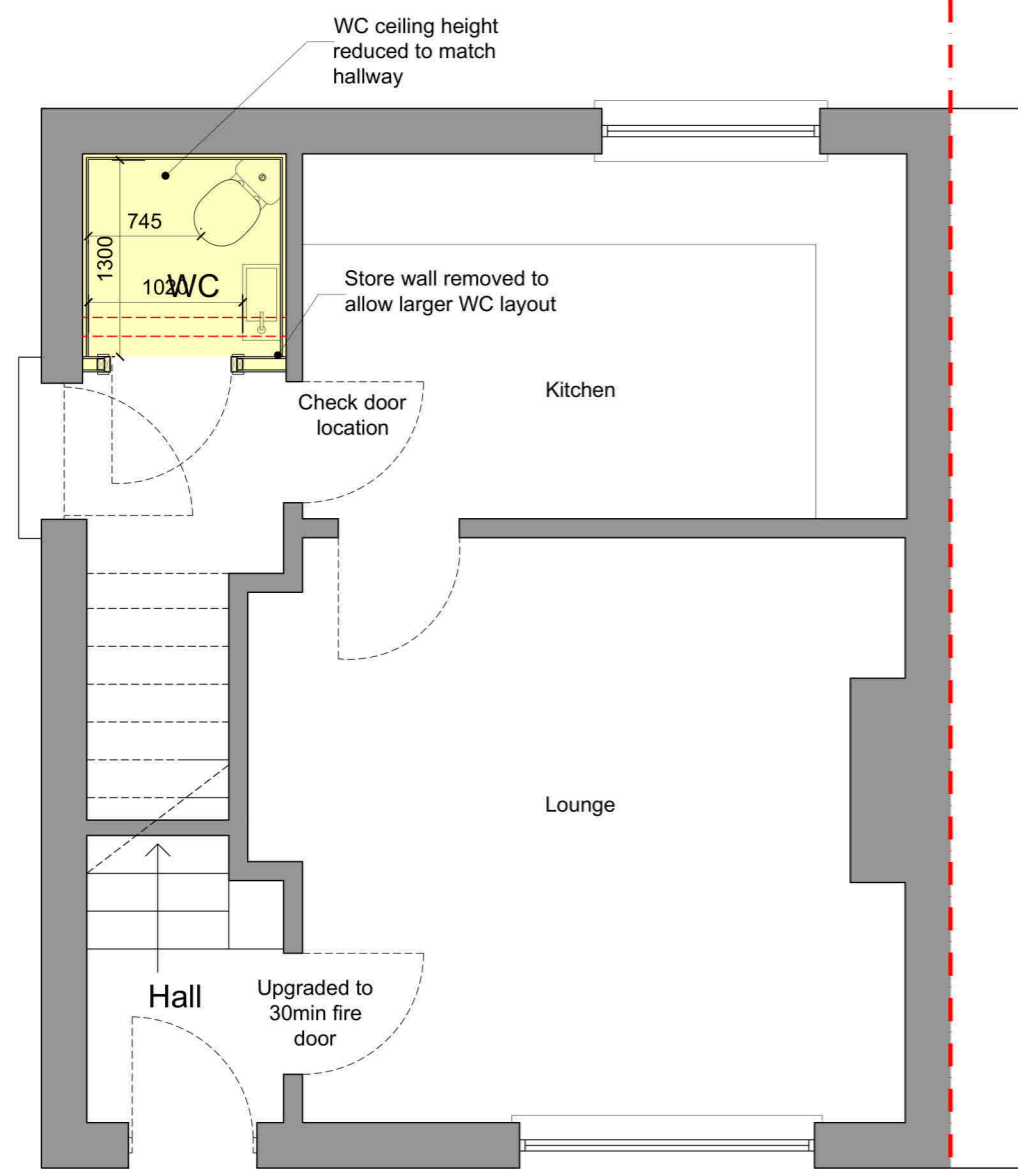 WC ceiling height
reduced to match
hallway
745
1300
1020
WC
Store wall removed to
allow larger WC layout
Check door
location
Kitchen
Lounge
Hall
Upgraded to
30min fire
door